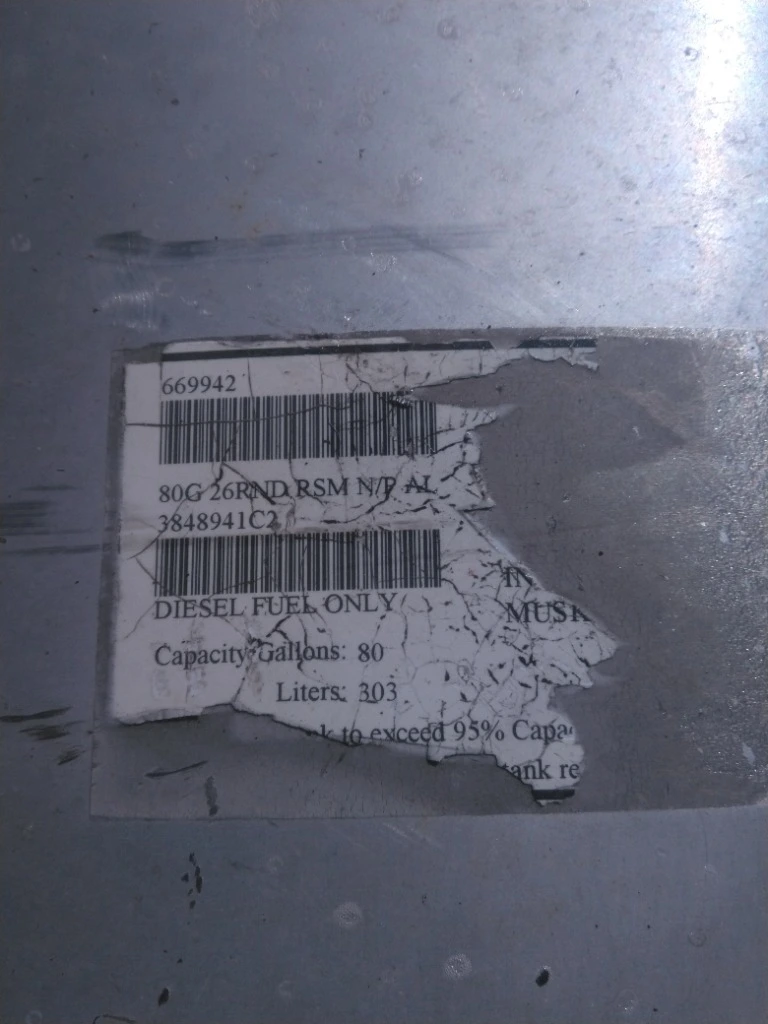 669942
80G 26RND RSM N/P AL
3848941C2
DIESEL FUEL ONLY
Capacity Gallons: 80
Liters: 303
to exceed 95%